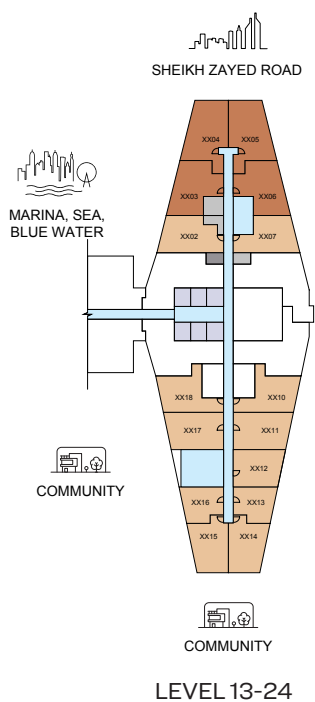 SHEIKH ZAYED ROAD
MARINA, SEA,
BLUE WATER
XX04
XX05
XX03
XX06
XX02
XX07
XX18
XX10
XX17
XX11
XX12
XX16
XX13
XX15
XX14
COMMUNITY
COMMUNITY
LEVEL 13-24